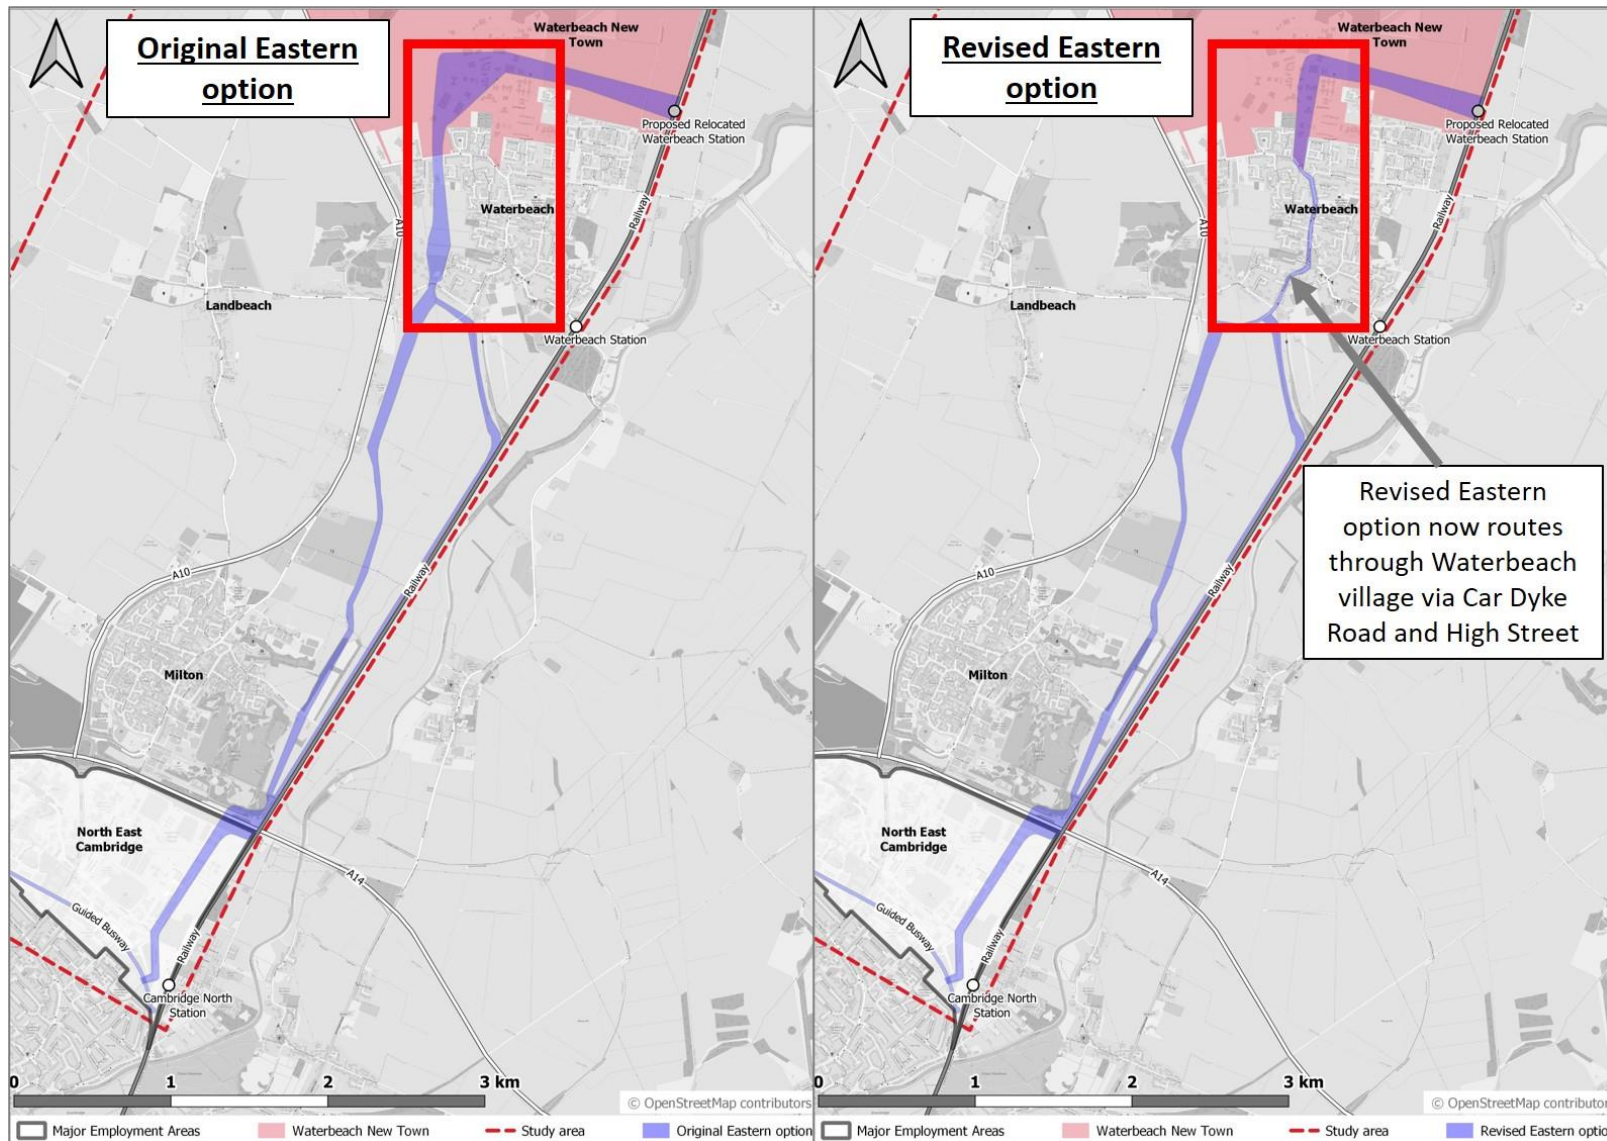 Original Eastern
option
Waterbeach New
Town
Proposed Relocated
Waterbeach Station
Waterbeach
Railway
A10
Landbeach
Waterbeach Station
Railway
A10
Milton
North East
Cambridge
A14
Guided Busway
Railway
Cambridge North
Station
0 1 2 3 km
© OpenStreetMap contributors
Major Employment Areas Waterbeach New Town Study area Original Eastern option
Revised Eastern
option
Waterbeach New
Town
Proposed Relocated
Waterbeach Station
Waterbeach
Railway
A10
Landbeach
Waterbeach Station
Revised Eastern
option now routes
through Waterbeach
village via Car Dyke
Road and High Street
Railway
A10
Milton
North East
Cambridge
A14
Guided Busway
Railway
Cambridge North
Station
0 1 2 3 km
© OpenStreetMap contributor
Major Employment Areas Waterbeach New Town Study area Revised Eastern optio